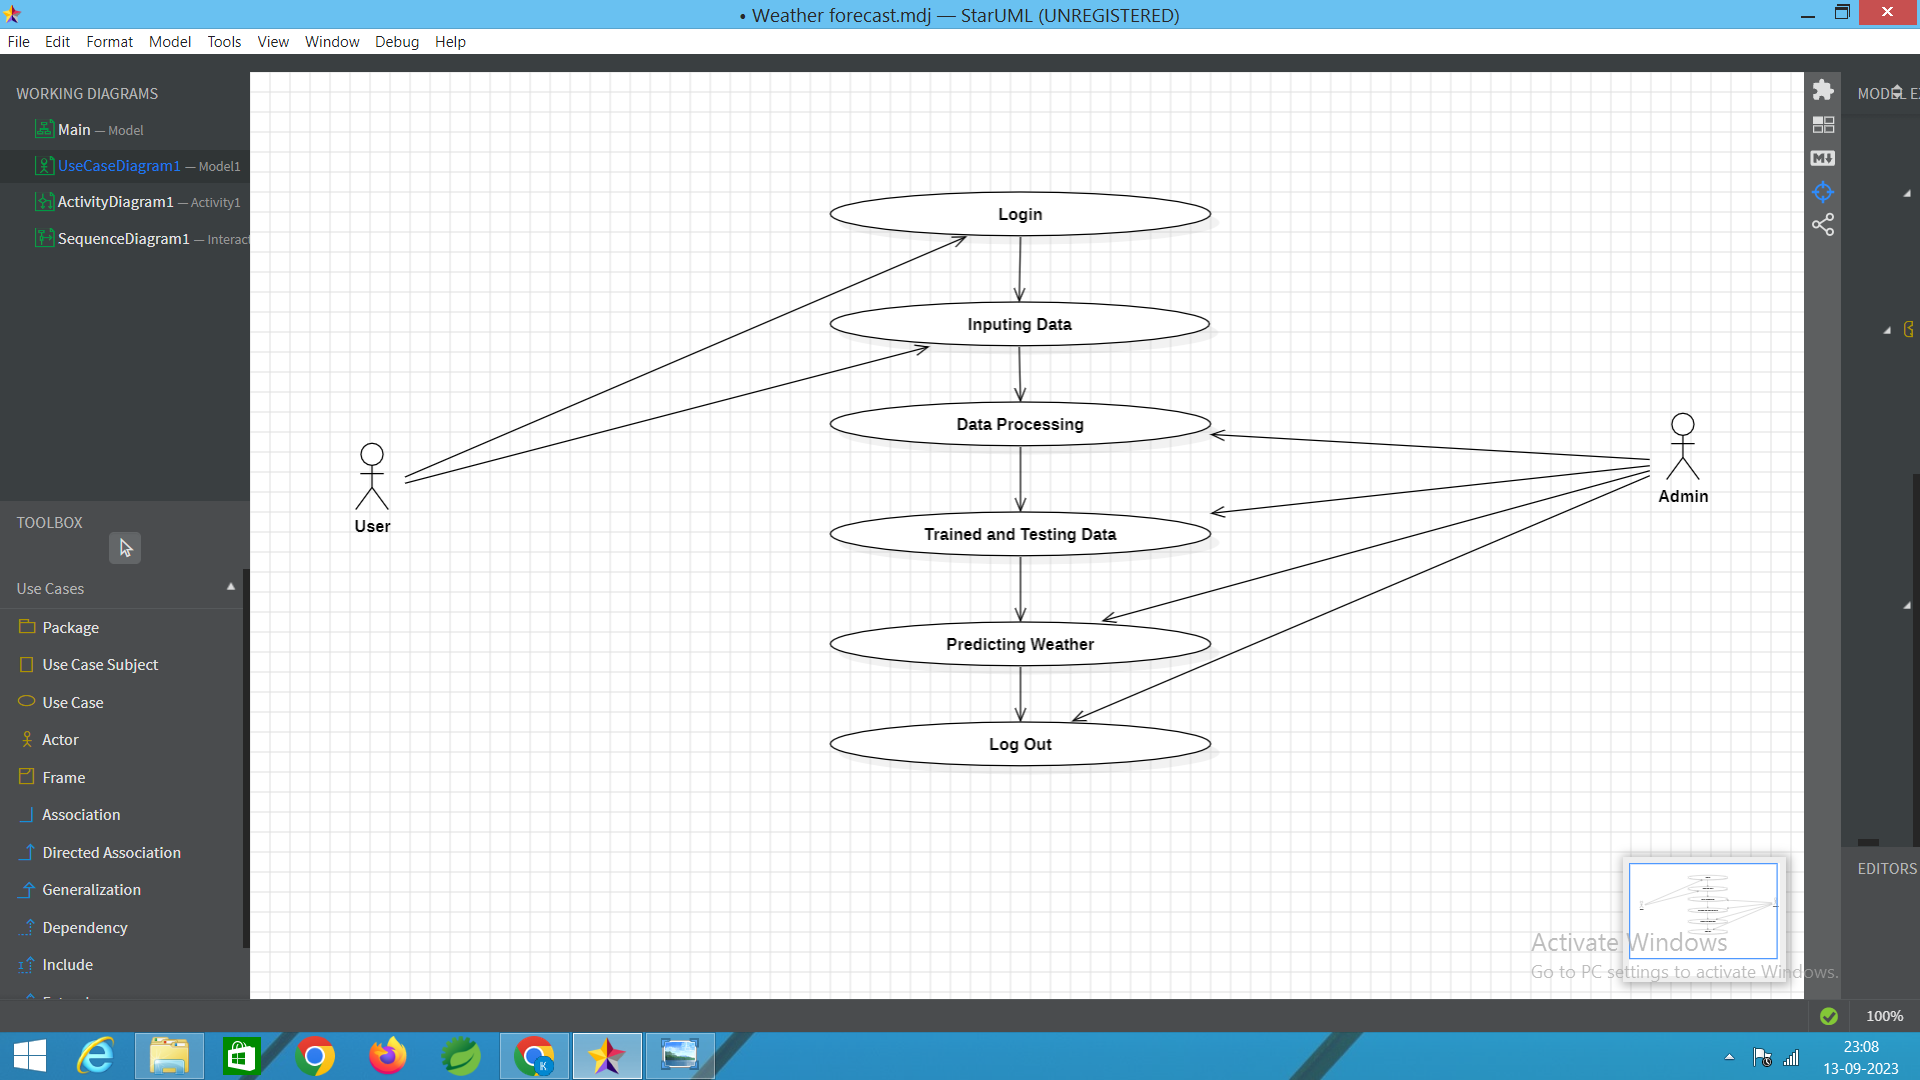 • Weather forecast.mdj — StarUML (UNREGISTERED)
File Edit Format Model Tools View Window Debug Help
WORKING DIAGRAMS
Main — Model
UseCaseDiagram1 — Model1
ActivityDiagram1 — Activity1
SequenceDiagram1 — Interact
TOOLBOX
Use Cases
Package
Use Case Subject
Use Case
Actor
Frame
Association
Directed Association
Generalization
Dependency
Include
Login
Inputing Data
Data Processing
Trained and Testing Data
Predicting Weather
Log Out
User
Admin
M
MODEL E
EDITORS
Activate Windows
Go to PC settings to activate Windows.
100%
K
23:08
13-09-2023